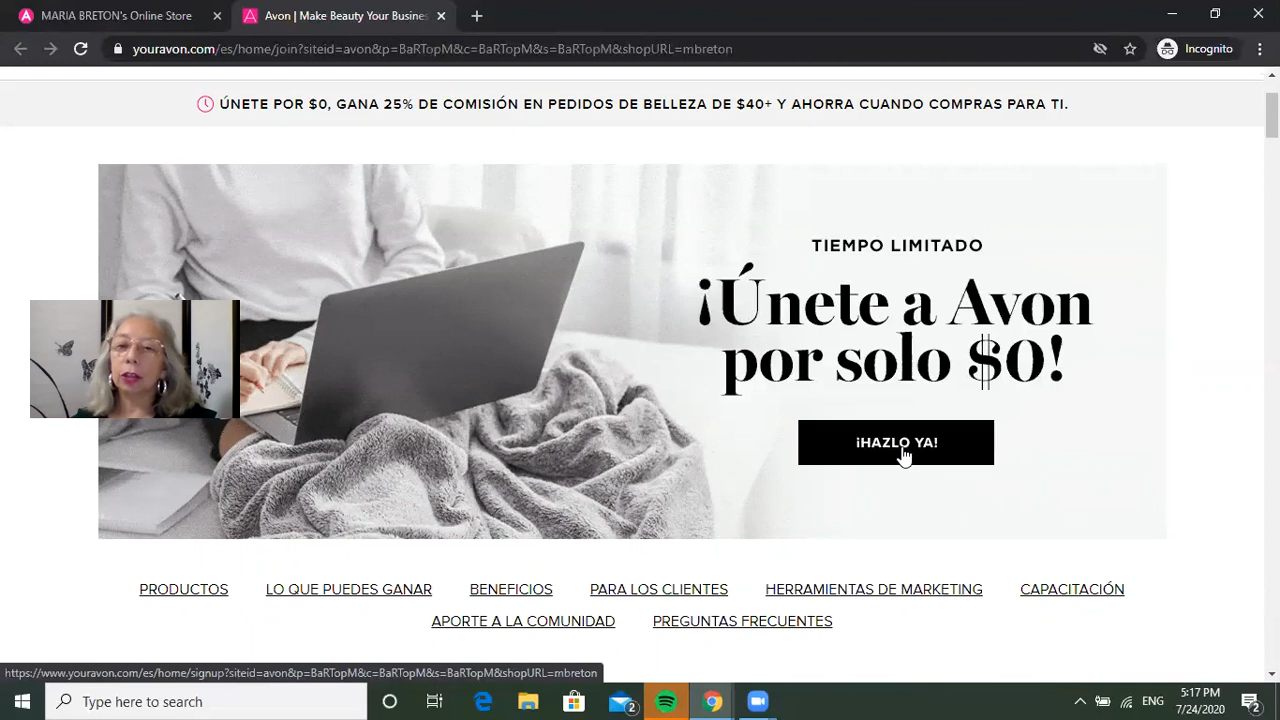 MARIA BRETON's Online Store
Avon | Make Beauty Your Busines
youravon.com/es/home/join?siteid=avon&p=BaRTopM&c=BaRTopM&s=BaRTopM&shopURL=mbreton
Incognito
ÚNETE POR $0, GANA 25% DE COMISIÓN EN PEDIDOS DE BELLEZA DE $40+ Y AHORA CUANDO COMPRAS PARA TI.
TIEMPO LIMITADO
¡Únete a Avon
por solo $0!
¡HAZLO YA!
PRODUCTOS LO QUE PUEDES GANAR BENEFICIOS PARA LOS CLIENTES HERRAMIENTAS DE MARKETING CAPACITACIÓN
APORTE A LA COMUNIDAD PREGUNTAS FRECUENTES
https://www.youravon.com/es/home/signup?siteid=avon&p=BaRTopM&c=BaRTopM&s=BaRTopM&shopURL=mbreton
Type here to search
2
ENG
5:17 PM
7/24/2020
2